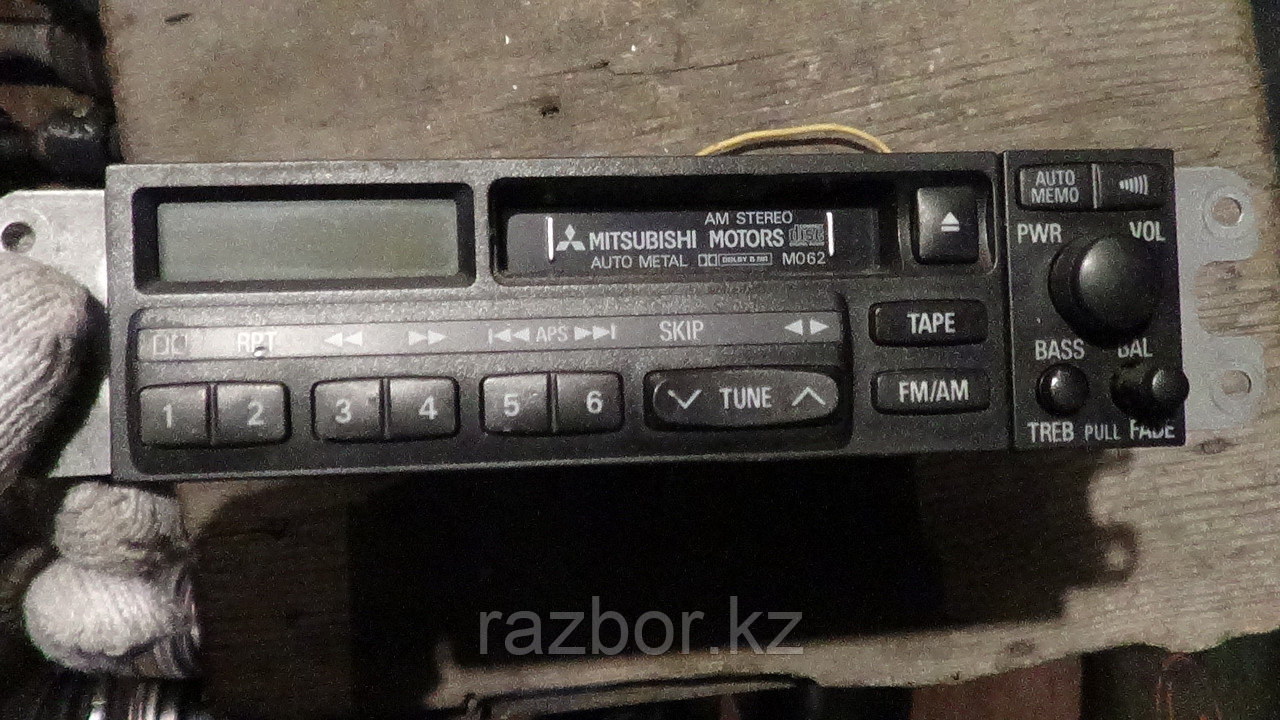 AM STEREO
MITSUBISHI MOTORS disc
AUTO METAL DOLBY B NR M062
AUTO MEMO
PWR VOL
RPT APS SKIP
1 2 3 4 5 6 TUNE
TAPE
FM/AM
BASS BAL
TREB PULL FADE
razbor.kz